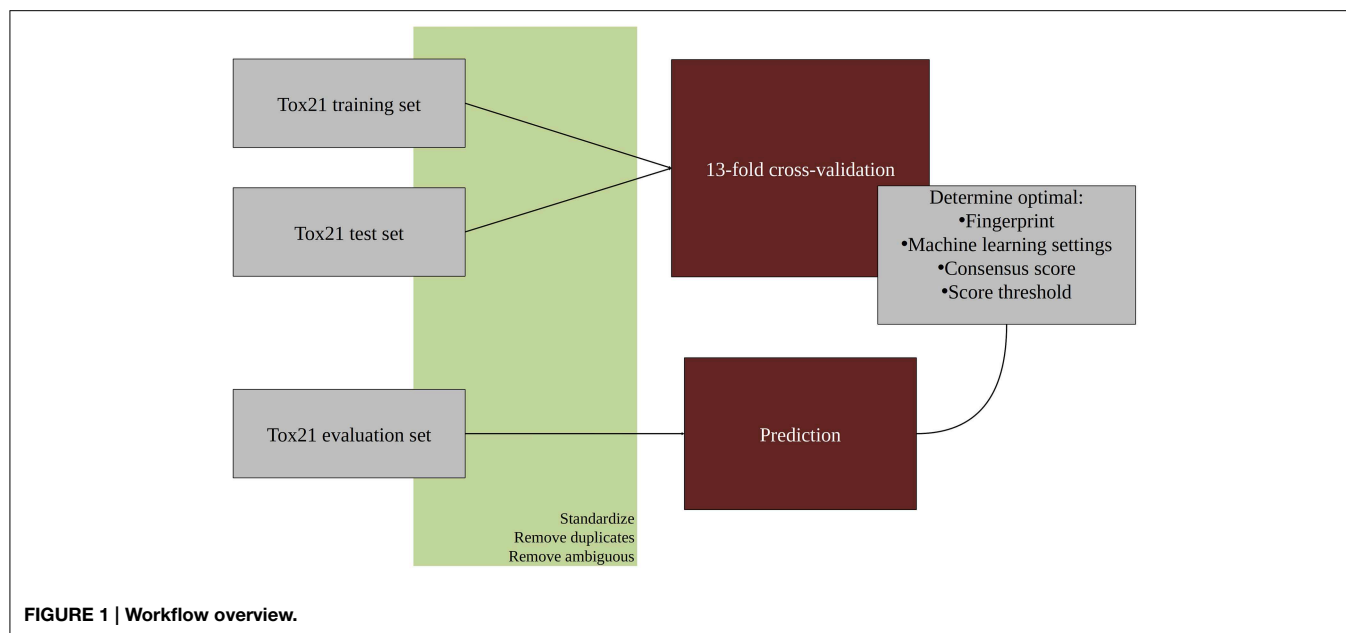 Tox21 training set
Tox21 test set
Tox21 evaluation set
Standardize
Remove duplicates
Remove ambiguous
13-fold cross-validation
Determine optimal:
•Fingerprint
•Machine learning settings
•Consensus score
•Score threshold
Prediction
FIGURE 1 | Workflow overview.